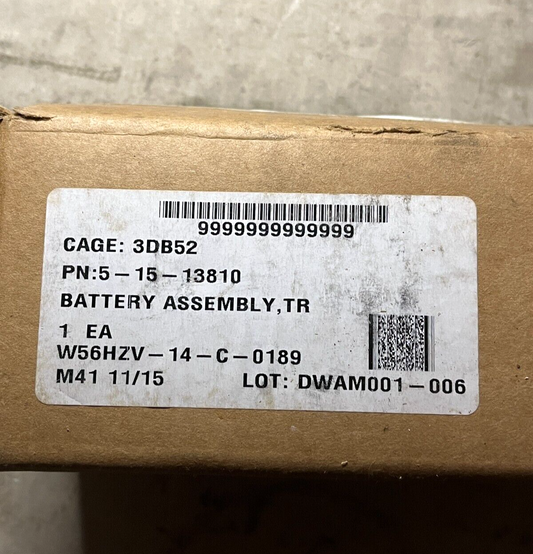 9999999999999
CAGE: 3DB52
PN:5-15-13810
BATTERY ASSEMBLY,TR
1 EA
W56HZV-14-C-0189
M41 11/15 LOT: DWAM001-006